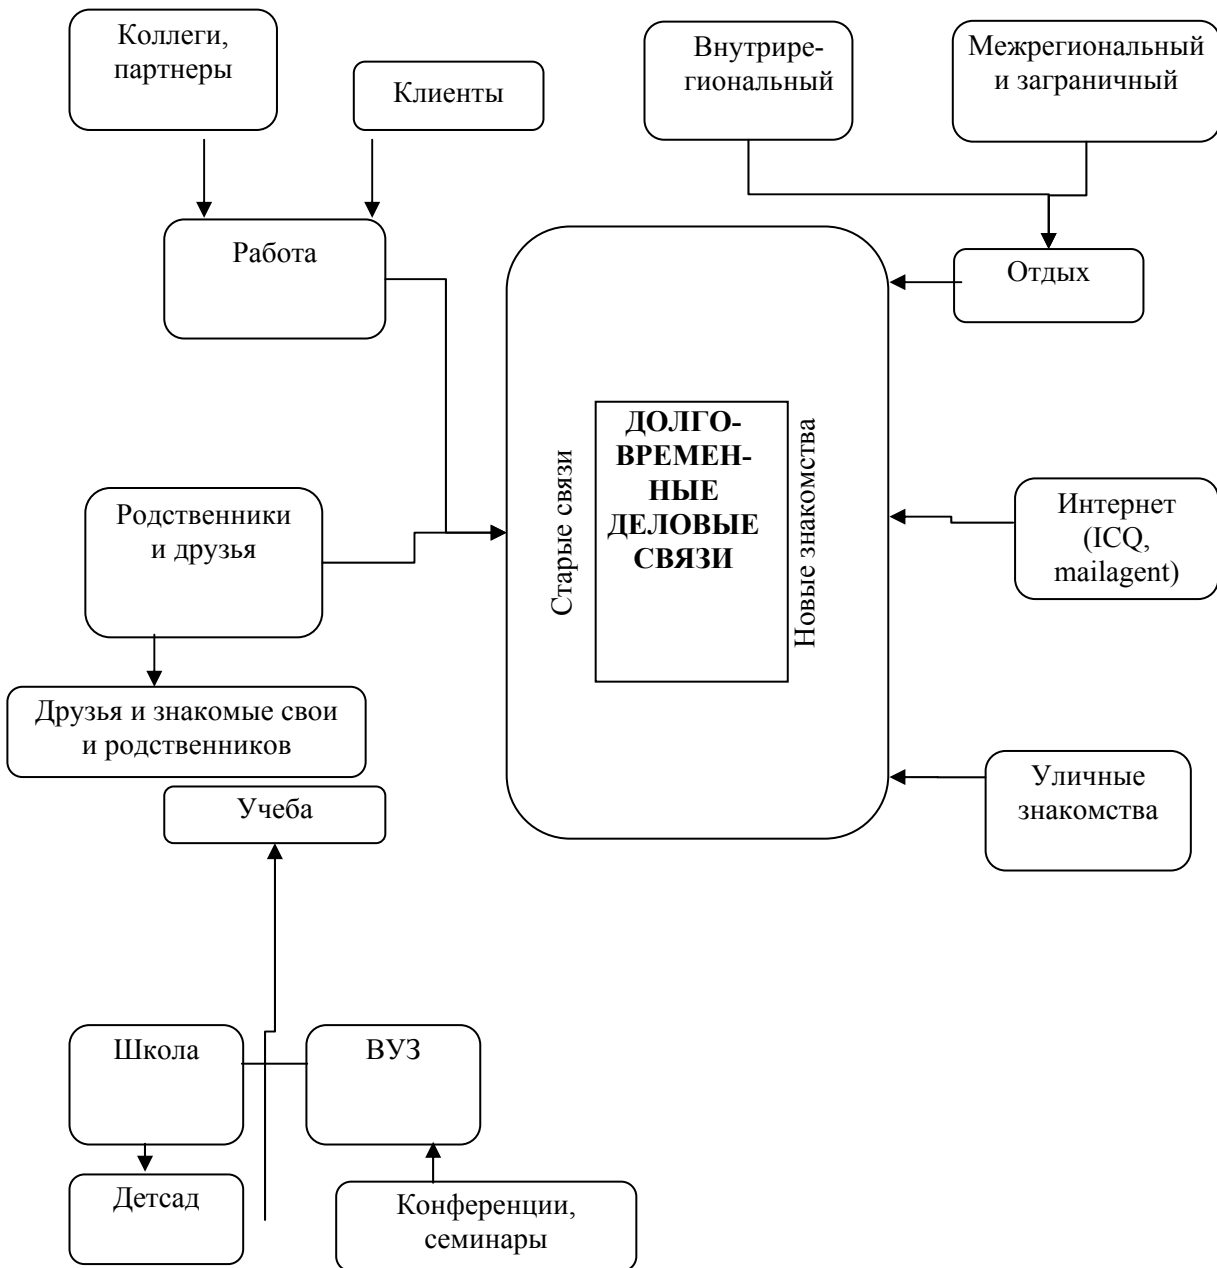 Коллеги,
партнеры
Клиенты
Внутрире-
гиональный
Межрегиональный
и заграничный
Работа
Отдых
Старые связи
ДОЛГО-
ВРЕМЕН-
НЫЕ
ДЕЛОВЫЕ
СВЯЗИ
Новые знакомства
Родственники
и друзья
Интернет
(ICQ,
mailagent)
Друзья и знакомые свои
и родственников
Учеба
Уличные
знакомства
Школа
ВУЗ
Детсад
Конференции,
семинары